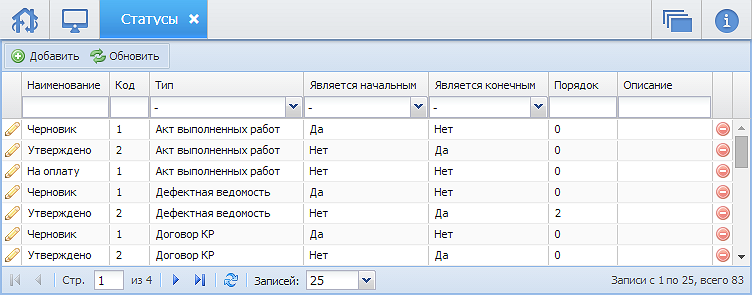 Статусы
Добавить Обновить
Наименование Код Тип Является начальным Является конечным Порядок Описание
- - -
Черновик 1 Акт выполненных работ Да Нет 0
Утверждено 2 Акт выполненных работ Нет Да 0
На оплату 1 Акт выполненных работ Нет Нет 0
Черновик 1 Дефектная ведомость Да Нет 0
Утверждено 2 Дефектная ведомость Нет Да 2
Черновик 1 Договор КР Да Нет 0
Утверждено 2 Договор КР Нет Да 0
Стр. 1 из 4 Записей: 25 Записи с 1 по 25, всего 83